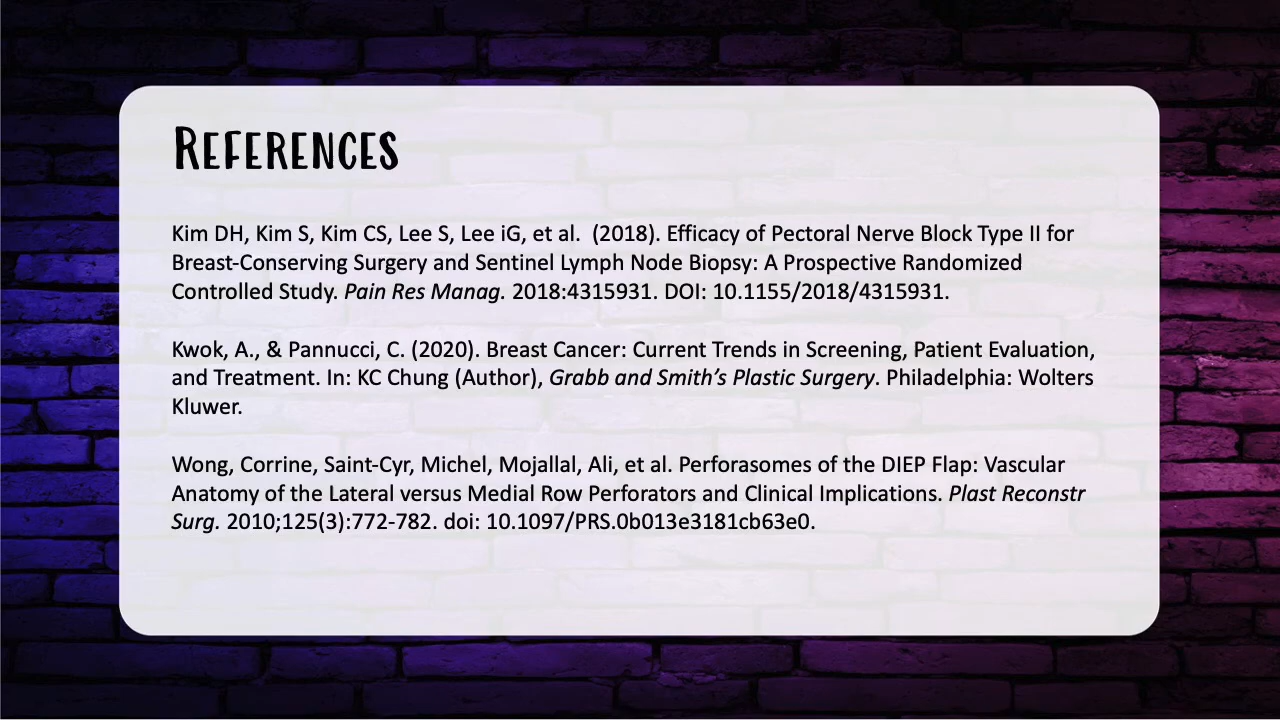 References
Kim DH, Kim S, Kim CS, Lee S, Lee iG, et al.  (2018). Efficacy of Pectoral Nerve Block Type II for
Breast-Conserving Surgery and Sentinel Lymph Node Biopsy: A Prospective Randomized
Controlled Study. Pain Res Manag. 2018:4315931. DOI: 10.1155/2018/4315931.
Kwok, A., & Pannucci, C. (2020). Breast Cancer: Current Trends in Screening, Patient Evaluation,
and Treatment. In: KC Chung (Author), Grabb and Smith’s Plastic Surgery. Philadelphia: Wolters
Kluwer.
Wong, Corrine, Saint-Cyr, Michel, Mojallal, Ali, et al. Perforasomes of the DIEP Flap: Vascular
Anatomy of the Lateral versus Medial Row Perforators and Clinical Implications. Plast Reconstr
Surg. 2010;125(3):772-782. doi: 10.1097/PRS.0b013e3181cb63e0.